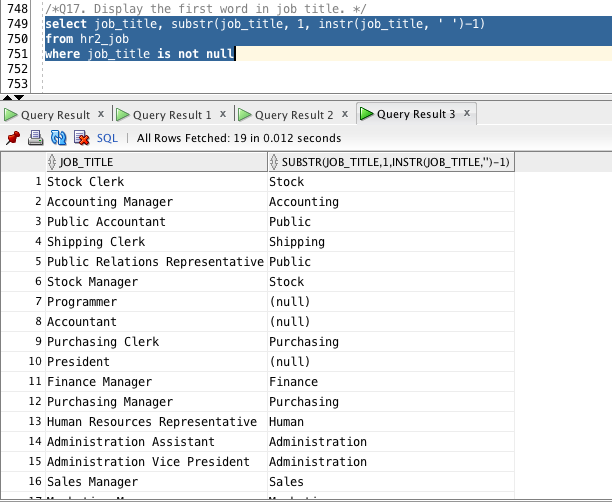 748 /*Q17. Display the first word in job title. */
749 select job_title, substr(job_title, 1, instr(job_title, ' ')-1)
750 from hr2_job
751 where job_title is not null
752
753
Query Result x Query Result 1 x Query Result 2 x Query Result 3 x
SQL | All Rows Fetched: 19 in 0.012 seconds
JOB_TITLE SUBSTR(JOB_TITLE,1,INSTR(JOB_TITLE,'')-1)
1 Stock Clerk Stock
2 Accounting Manager Accounting
3 Public Accountant Public
4 Shipping Clerk Shipping
5 Public Relations Representative Public
6 Stock Manager Stock
7 Programmer (null)
8 Accountant (null)
9 Purchasing Clerk Purchasing
10 President (null)
11 Finance Manager Finance
12 Purchasing Manager Purchasing
13 Human Resources Representative Human
14 Administration Assistant Administration
15 Administration Vice President Administration
16 Sales Manager Sales